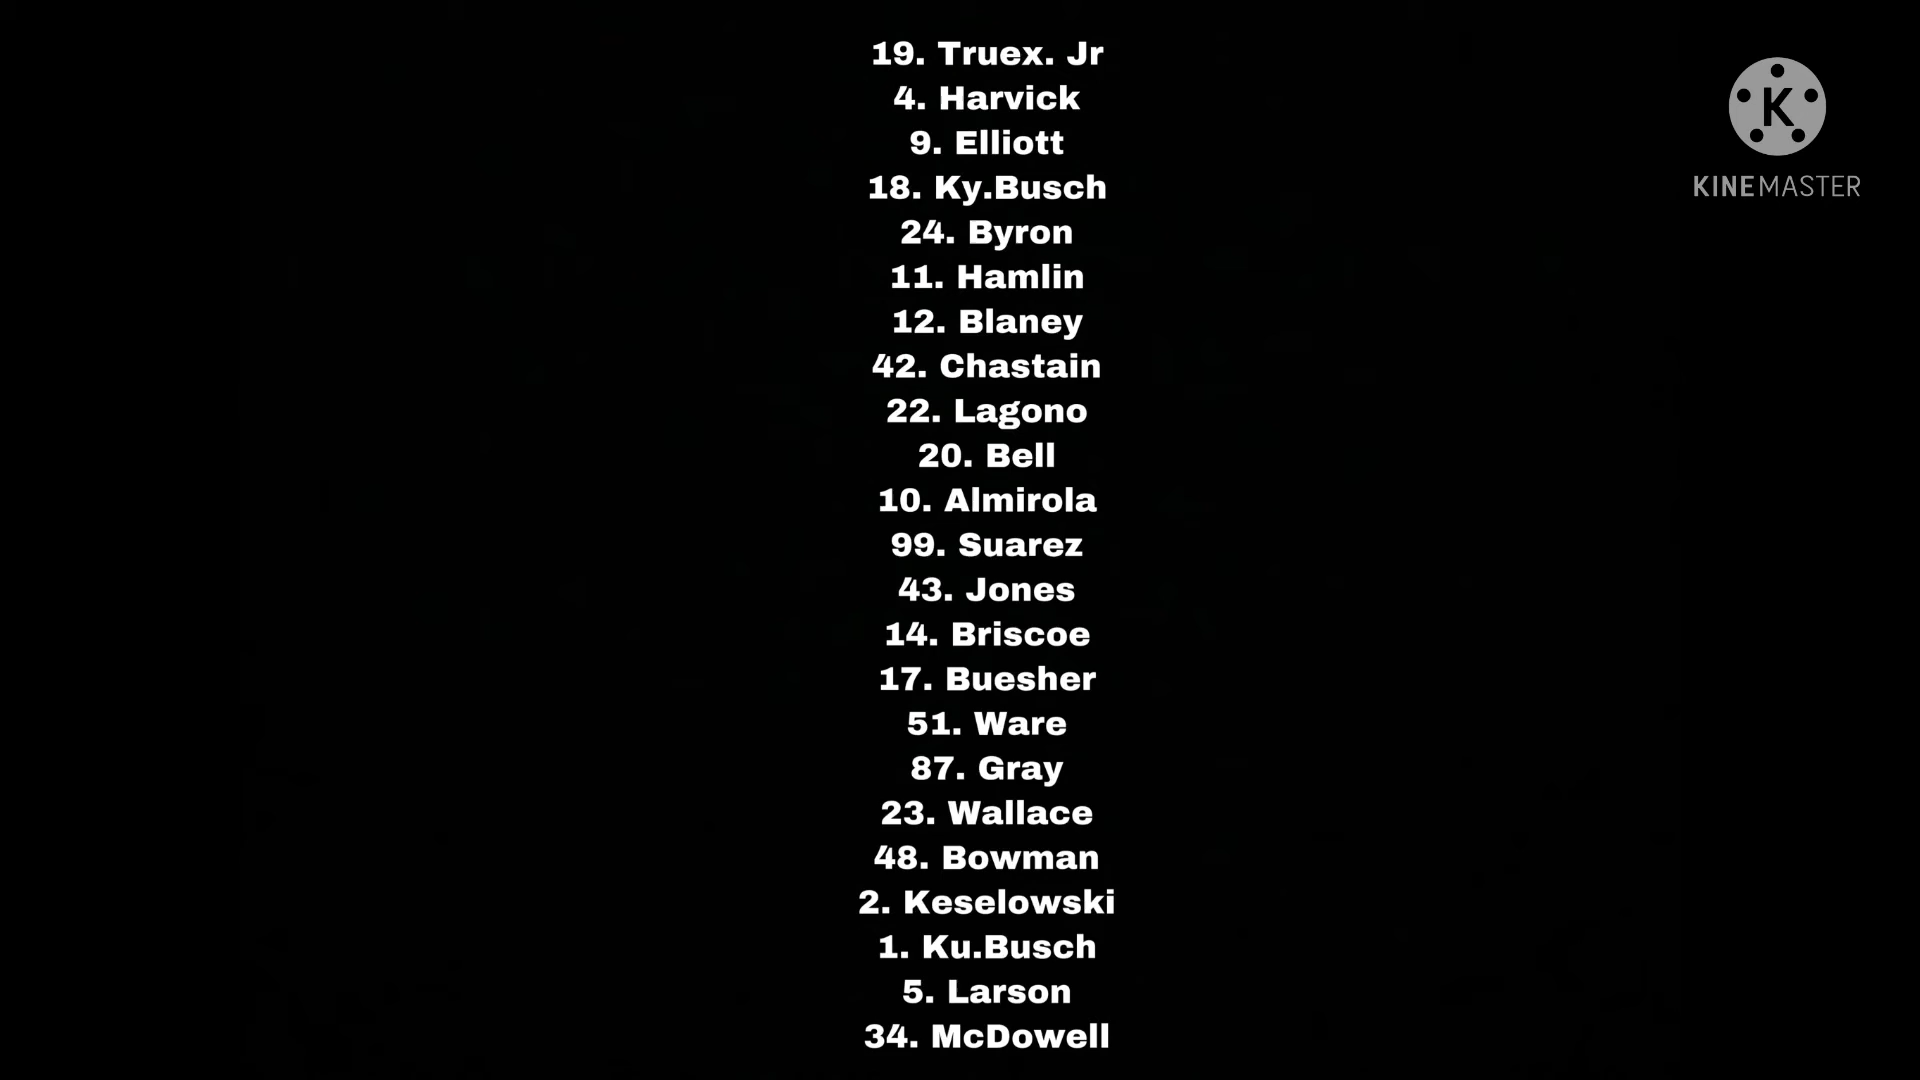 19. Truex. Jr
4. Harvick
9. Elliott
18. Ky.Busch
24. Byron
11. Hamlin
12. Blaney
42. Chastain
22. Lagono
20. Bell
10. Almirola
99. Suarez
43. Jones
14. Briscoe
17. Buesher
51. Ware
87. Gray
23. Wallace
48. Bowman
2. Keselowski
1. Ku.Busch
5. Larson
34. McDowell
K
KINEMASTER